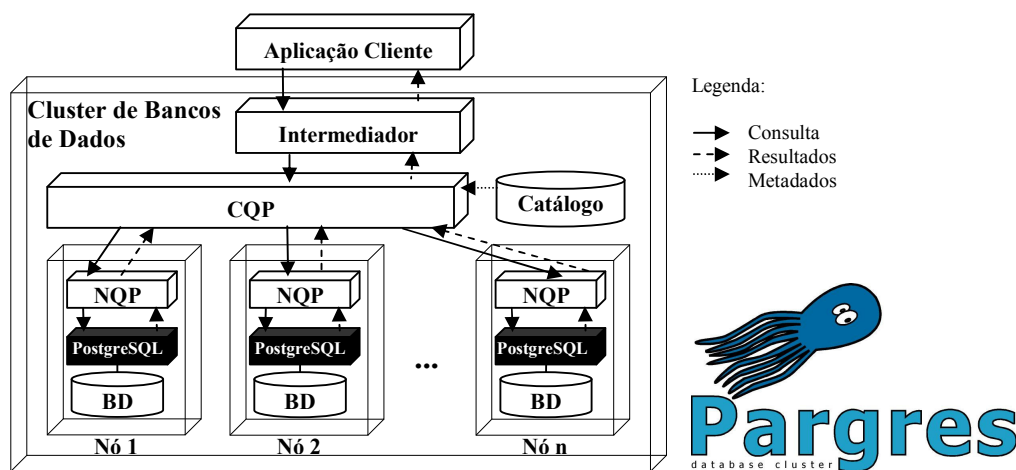 Aplicação Cliente
Cluster de Bancos
de Dados
Intermediador
CQP
Catálogo
NQP
PostgreSQL
BD
Nó 1
NQP
PostgreSQL
BD
Nó 2
...
NQP
PostgreSQL
BD
Nó n
Legenda:
Consulta
Resultados
Metadados
Pargres
database cluster